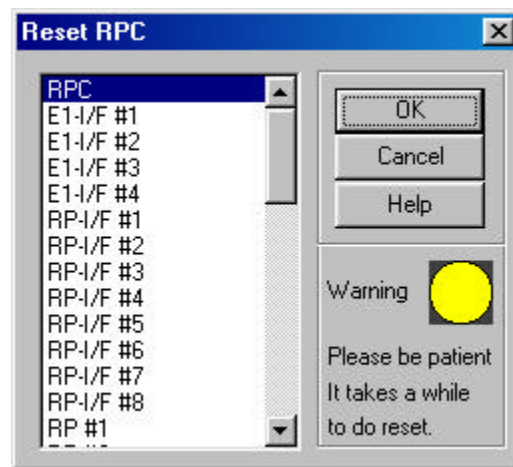 Reset RPC
RPC
E1-I/F #1
E1-I/F #2
E1-I/F #3
E1-I/F #4
RP-I/F #1
RP-I/F #2
RP-I/F #3
RP-I/F #4
RP-I/F #5
RP-I/F #6
RP-I/F #7
RP-I/F #8
RP #1
OK
Cancel
Help
Warning
Please be patient
It takes a while
to do reset.